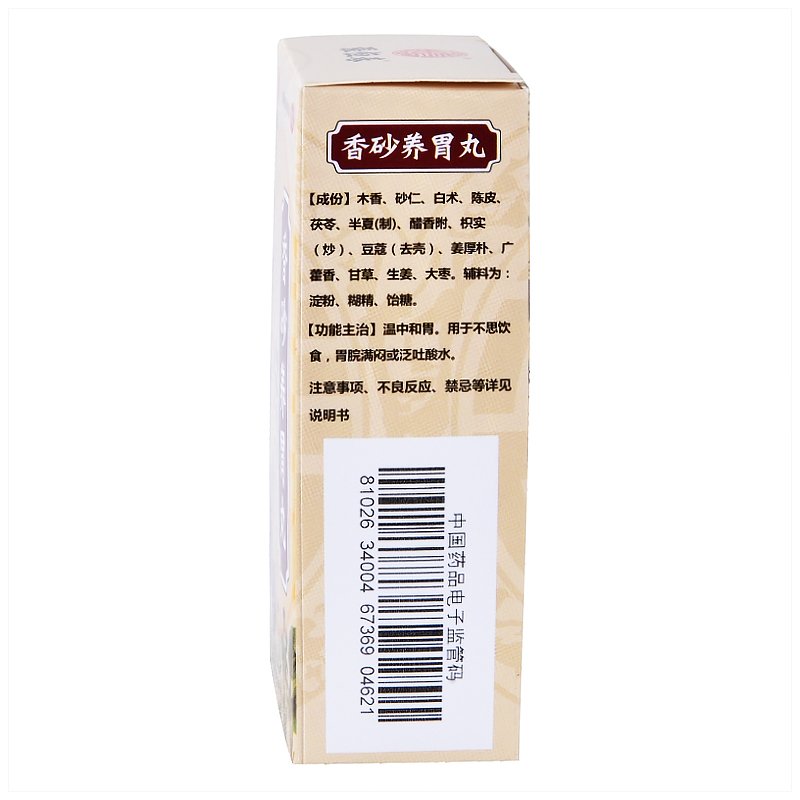 香砂养胃丸
【成份】木香、砂仁、白术、陈皮、
茯苓、半夏(制)、醋香附、枳实
（炒）、豆蔻（去壳）、姜厚朴、广
藿香、甘草、生姜、大枣。辅料为：
淀粉、糊精、饴糖。
【功能主治】温中和胃。用于不思饮
食，胃脘满闷或泛吐酸水。
注意事项、不良反应、禁忌等详见
说明书
中国药品电子监管码
81026 34004 67369 04621